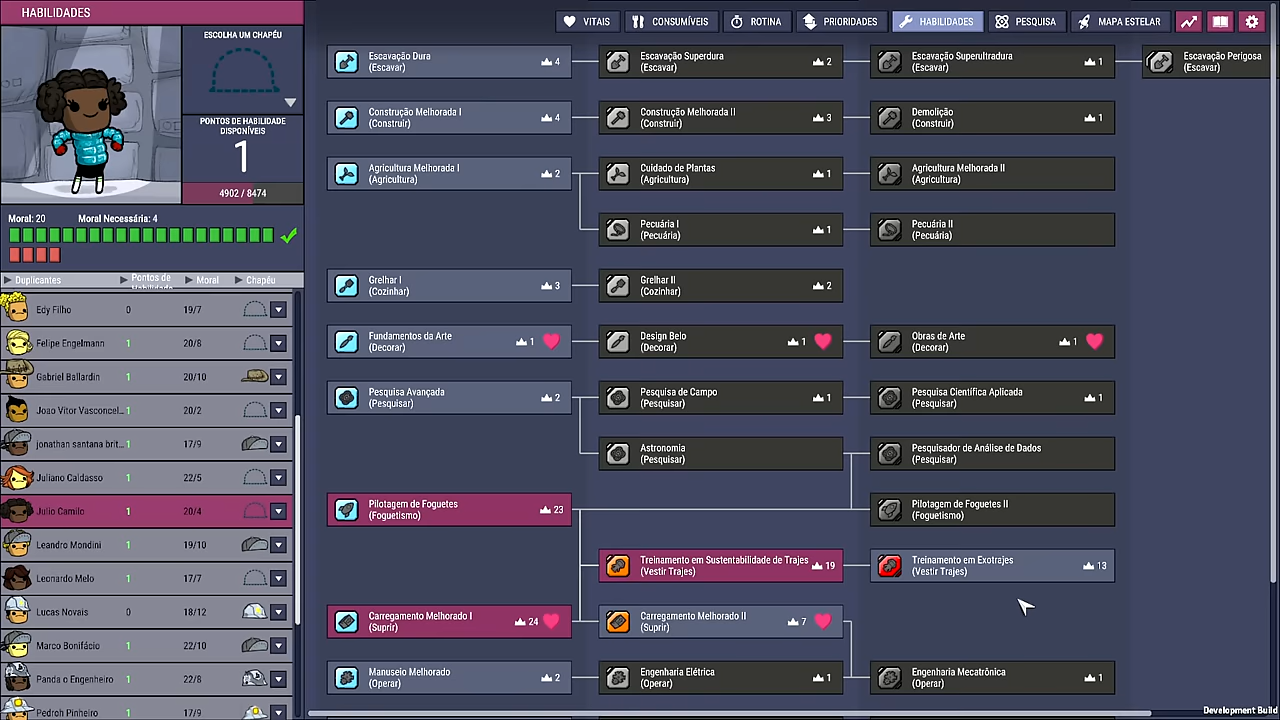 HABILIDADES
VITAIS
CONSUMÍVEIS
ROTINA
PRIORIDADES
HABILIDADES
PESQUISA
MAPA ESTELAR
ESCOLHA UM CHAPÉU
PONTOS DE HABILIDADE
DISPONÍVEIS
1
4902 / 8474
Moral: 20 Moral Necessária: 4
Duplicantes Pontos de Habilidade Moral Chapéu
Edy Filho 0 19/7
Felipe Engelmann 1 20/8
Gabriel Ballardin 1 20/10
Joao Vitor Vasconcel... 1 20/2
jonathan santana brit... 1 17/9
Juliano Caldasso 1 22/5
Julio Camilo 1 20/4
Leandro Mondini 1 19/10
Leonardo Melo 1 17/7
Lucas Novais 0 18/12
Marco Bonifácio 1 22/10
Panda o Engenheiro 1 22/8
Pedroh Pinheiro 1 17/9
Escavação Dura
(Escavar) 4
Escavação Superdura
(Escavar) 2
Escavação Superultradura
(Escavar) 1
Escavação Perigosa
(Escavar)
Construção Melhorada I
(Construir) 4
Construção Melhorada II
(Construir) 3
Demolição
(Construir) 1
Agricultura Melhorada I
(Agricultura) 2
Cuidado de Plantas
(Agricultura) 1
Agricultura Melhorada II
(Agricultura)
Pecuária I
(Pecuária) 1
Pecuária II
(Pecuária)
Grelhar I
(Cozinhar) 3
Grelhar II
(Cozinhar) 2
Fundamentos da Arte
(Decorar) 1
Design Belo
(Decorar) 1
Obras de Arte
(Decorar) 1
Pesquisa Avançada
(Pesquisar) 2
Pesquisa de Campo
(Pesquisar) 1
Pesquisa Científica Aplicada
(Pesquisar) 1
Astronomia
(Pesquisar)
Pesquisador de Análise de Dados
(Pesquisar)
Pilotagem de Foguetes
(Foguetismo) 23
Pilotagem de Foguetes II
(Foguetismo)
Treinamento em Sustentabilidade de Trajes
(Vestir Trajes) 19
Treinamento em Exotrajes
(Vestir Trajes) 13
Carregamento Melhorado I
(Suprir) 24
Carregamento Melhorado II
(Suprir) 7
Manuseio Melhorado
(Operar) 2
Engenharia Elétrica
(Operar) 1
Engenharia Mecatrônica
(Operar) 1
Development Build